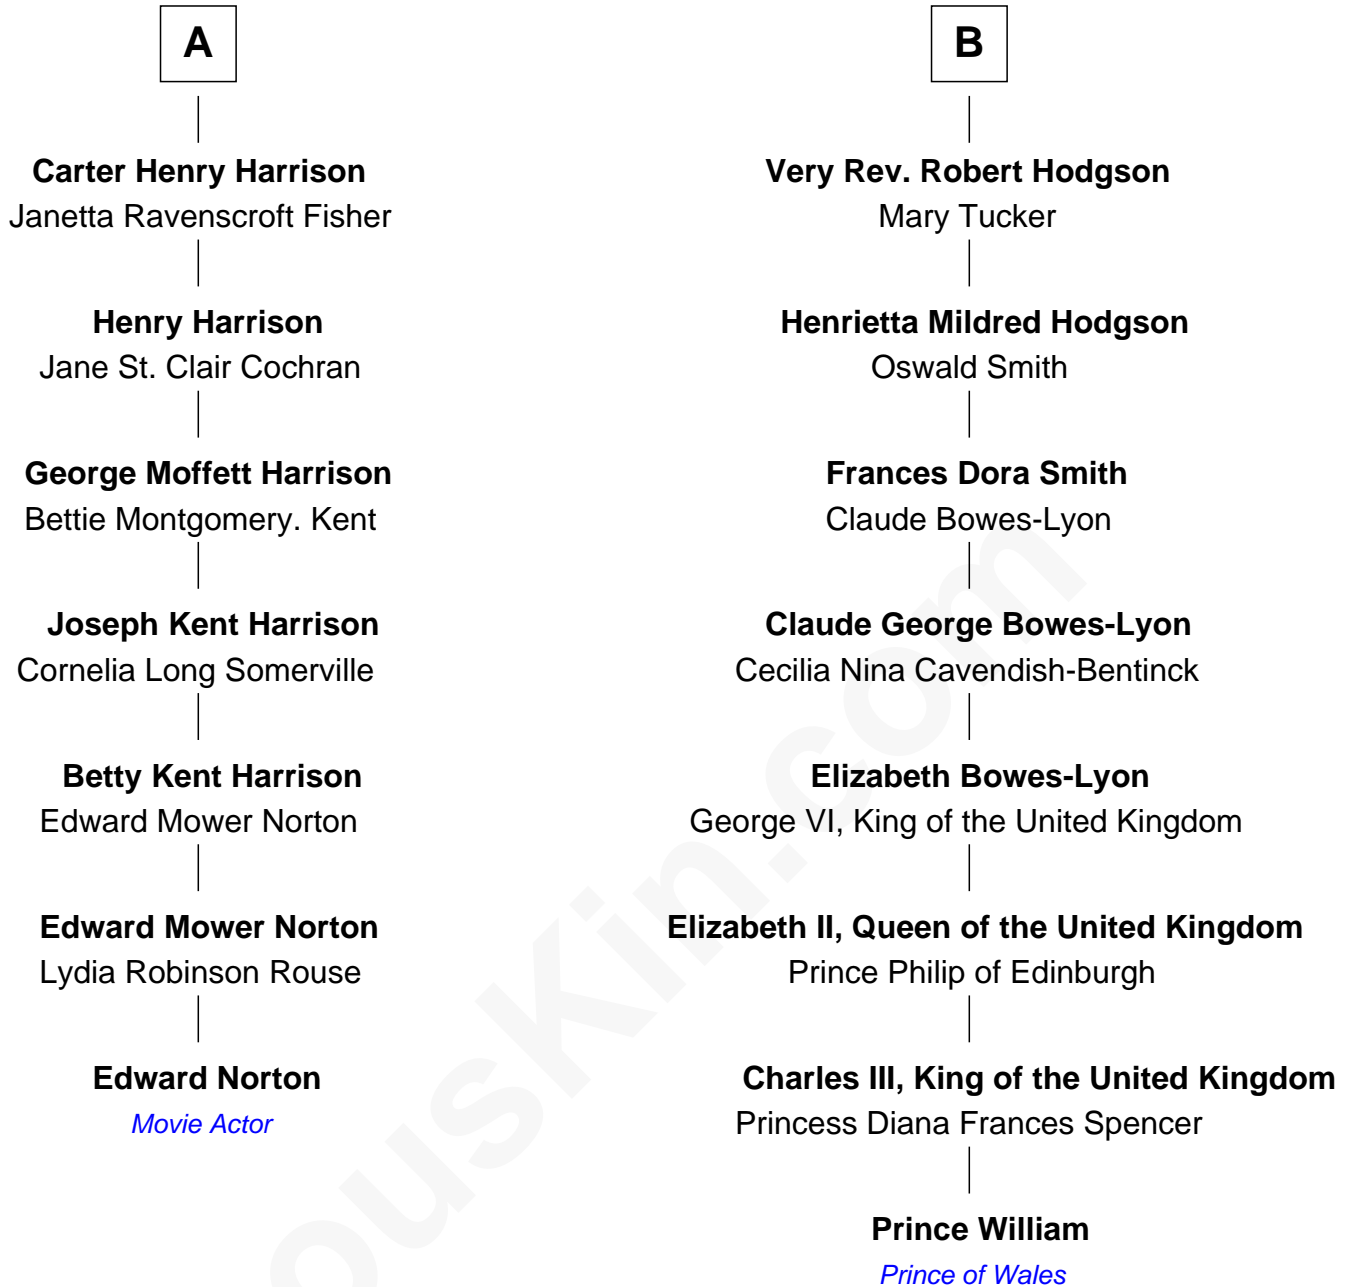 A
Carter Henry Harrison
Janetta Ravenscroft Fisher
Henry Harrison
Jane St. Clair Cochran
George Moffett Harrison
Bettie Montgomery. Kent
Joseph Kent Harrison
Cornelia Long Somerville
Betty Kent Harrison
Edward Mower Norton
Edward Mower Norton
Lydia Robinson Rouse
Edward Norton
Movie Actor
B
Very Rev. Robert Hodgson
Mary Tucker
Henrietta Mildred Hodgson
Oswald Smith
Frances Dora Smith
Claude Bowes-Lyon
Claude George Bowes-Lyon
Cecilia Nina Cavendish-Bentinck
Elizabeth Bowes-Lyon
George VI, King of the United Kingdom
Elizabeth II, Queen of the United Kingdom
Prince Philip of Edinburgh
Charles III, King of the United Kingdom
Princess Diana Frances Spencer
Prince William
Prince of Wales
ousKin.com